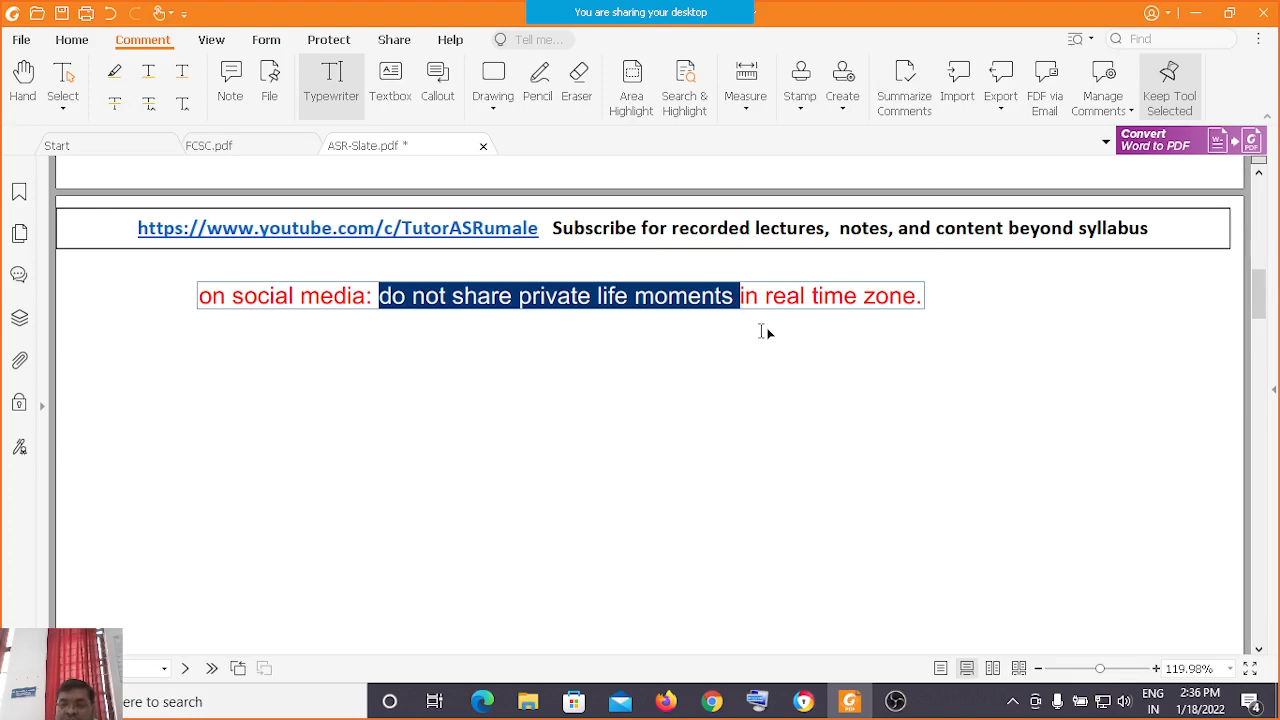 You are sharing your desktop
File Home Comment View Form Protect Share Help Tell me... Find
Hand Select Note File Typewriter Textbox Callout Drawing Pencil Eraser Area Highlight Search & Highlight Measure Stamp Create Summarize Comments Import Export PDF via Email Manage Comments Keep Tool Selected
Start FCSC.pdf ASR-Slate.pdf * Convert Word to PDF
https://www.youtube.com/c/TutorASRumale Subscribe for recorded lectures, notes, and content beyond syllabus
on social media: do not share private life moments in real time zone.
119.98%
here to search
ENG 2:36 PM
IN 1/18/2022 4